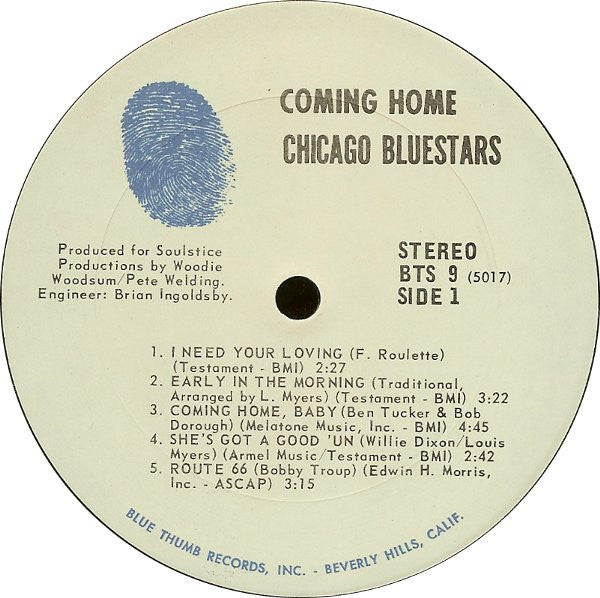 COMING HOME
CHICAGO BLUESTARS
Produced for Soulstice
Productions by Woodie
Woodsum/Pete Welding.
Engineer: Brian Ingoldsby.
STEREO
BTS 9 (5017)
SIDE 1
1. I NEED YOUR LOVING (F. Roulette)
(Testament - BMI) 2:27
2. EARLY IN THE MORNING (Traditional,
Arranged by L. Myers) (Testament - BMI) 3:22
3. COMING HOME, BABY (Ben Tucker & Bob
Dorough) (Melatone Music, Inc. - BMI) 4:45
4. SHE'S GOT A GOOD 'UN (Willie Dixon/Louis
Myers) (Armel Music/Testament - BMI) 2:42
5. ROUTE 66 (Bobby Troup) (Edwin H. Morris,
Inc. - ASCAP) 3:15
BLUE THUMB RECORDS, INC. - BEVERLY HILLS, CALIF.